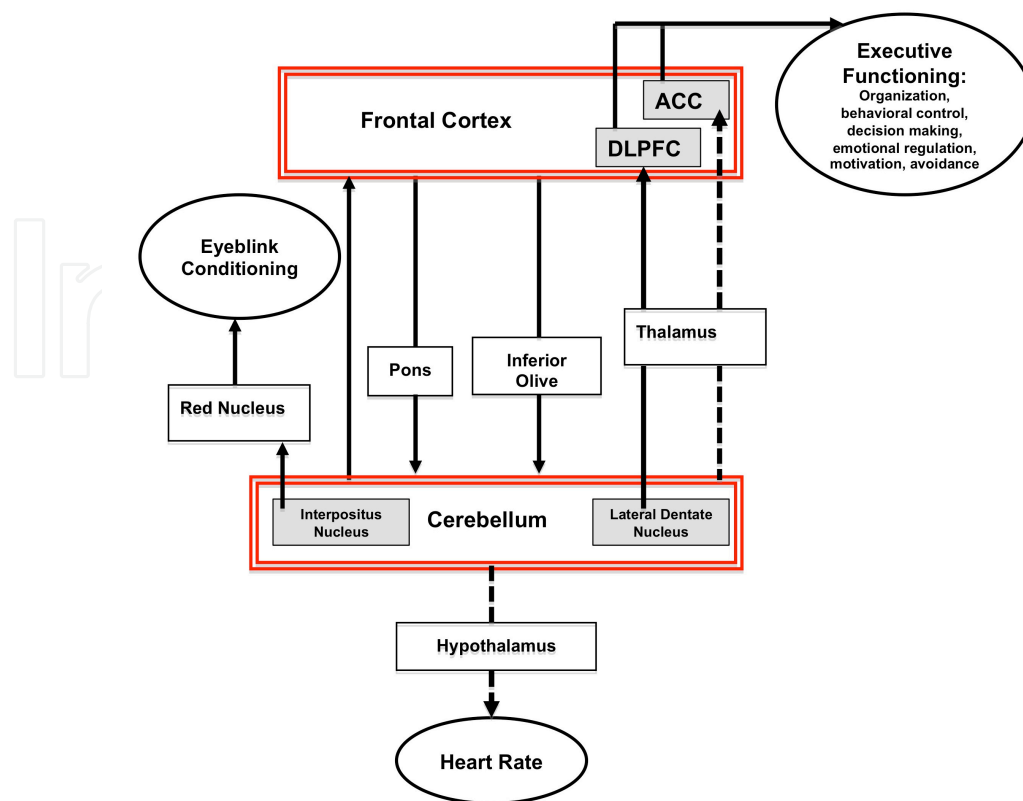 Executive
Functioning:
Organization,
behavioral control,
decision making,
emotional regulation,
motivation, avoidance
ACC
Frontal Cortex
DLPFC
Eyeblink
Conditioning
Thalamus
Pons
Inferior
Olive
Red Nucleus
Interpositus
Nucleus
Cerebellum
Lateral Dentate
Nucleus
Hypothalamus
Heart Rate